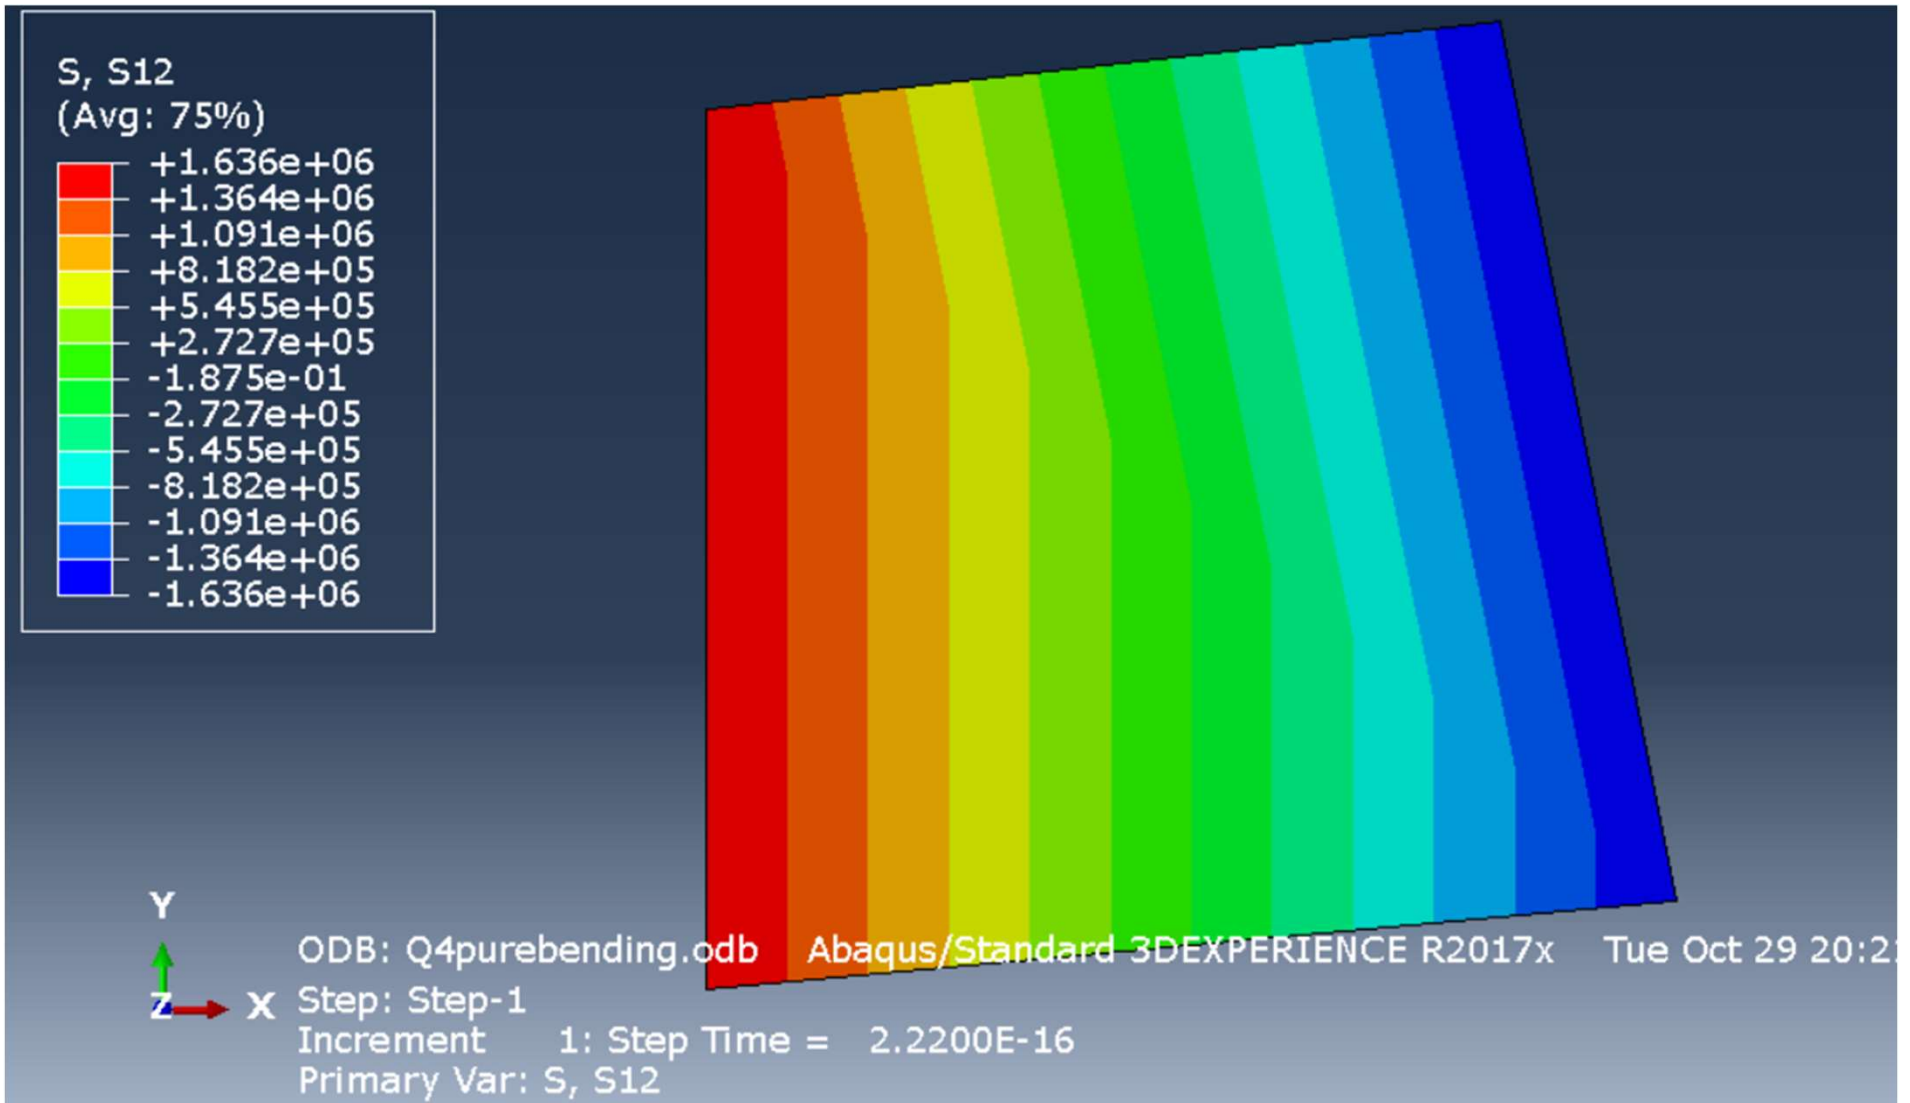 S, S12
(Avg: 75%)
+1.636e+06
+1.364e+06
+1.091e+06
+8.182e+05
+5.455e+05
+2.727e+05
-1.875e-01
-2.727e+05
-5.455e+05
-8.182e+05
-1.091e+06
-1.364e+06
-1.636e+06
Y
Z X
ODB: Q4purebending.odb Abaqus/Standard 3DEXPERIENCE R2017x Tue Oct 29 20:2
Step: Step-1
Increment 1: Step Time = 2.2200E-16
Primary Var: S, S12